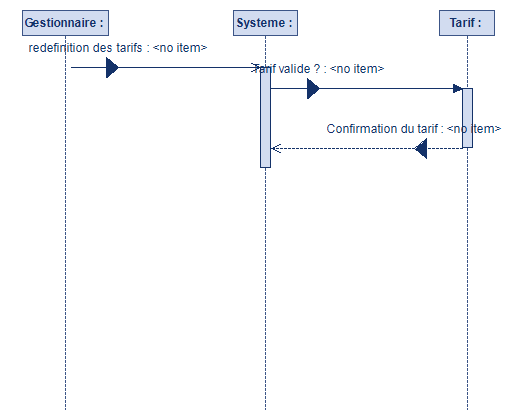 Gestionnaire :
Systeme :
Tarif :
redefinition des tarifs : <no item>
Tarif valide ? : <no item>
Confirmation du tarif : <no item>